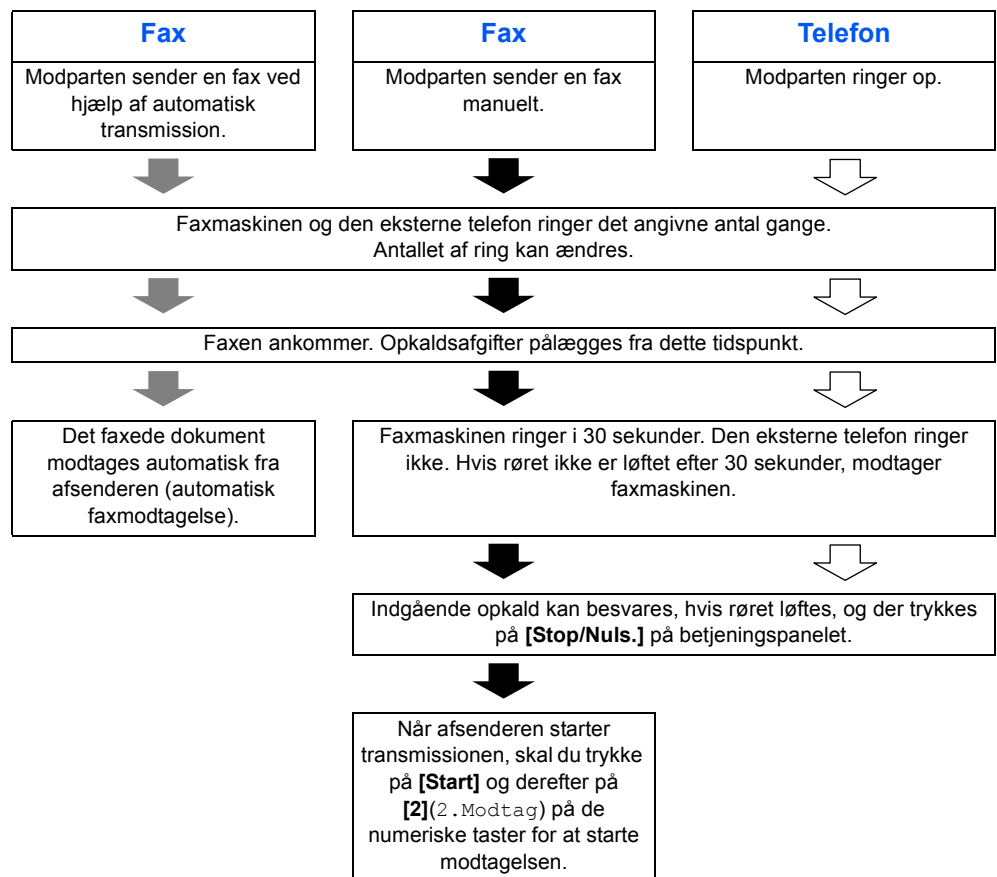 Fax
Modparten sender en fax ved
hjælp af automatisk
transmission.
Fax
Modparten sender en fax
manuelt.
Telefon
Modparten ringer op.
Faxmaskinen og den eksterne telefon ringer det angivne antal gange.
Antallet af ring kan ændres.
Faxen ankommer. Opkaldsafgifter pålægges fra dette tidspunkt.
Det faxede dokument
modtages automatisk fra
afsenderen (automatisk
faxmodtagelse).
Faxmaskinen ringer i 30 sekunder. Den eksterne telefon ringer
ikke. Hvis røret ikke er løftet efter 30 sekunder, modtager
faxmaskinen.
Indgående opkald kan besvares, hvis røret løftes, og der trykkes
på [Stop/Nuls.] på betjeningspanelet.
Når afsenderen starter
transmissionen, skal du trykke
på [Start] og derefter på
[2](2.Modtag) på de
numeriske taster for at starte
modtagelsen.